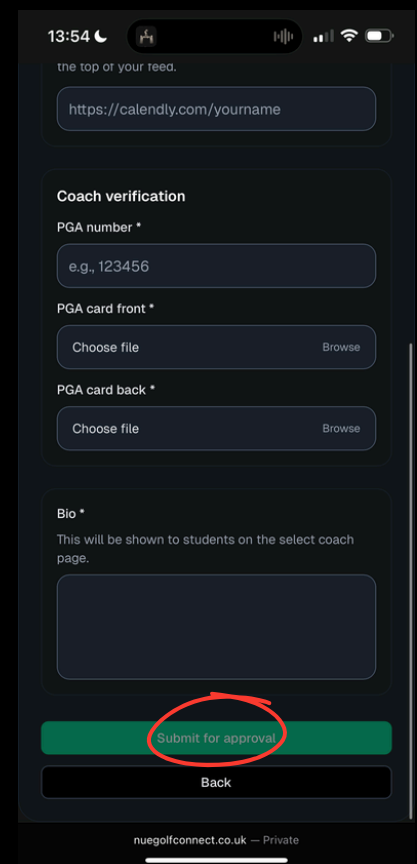 13:54
the top of your feed.
https://calendly.com/yourname
Coach verification
PGA number *
e.g., 123456
PGA card front *
Choose file Browse
PGA card back *
Choose file Browse
Bio *
This will be shown to students on the select coach
page.
Submit for approval
Back
nuegolfconnect.co.uk — Private